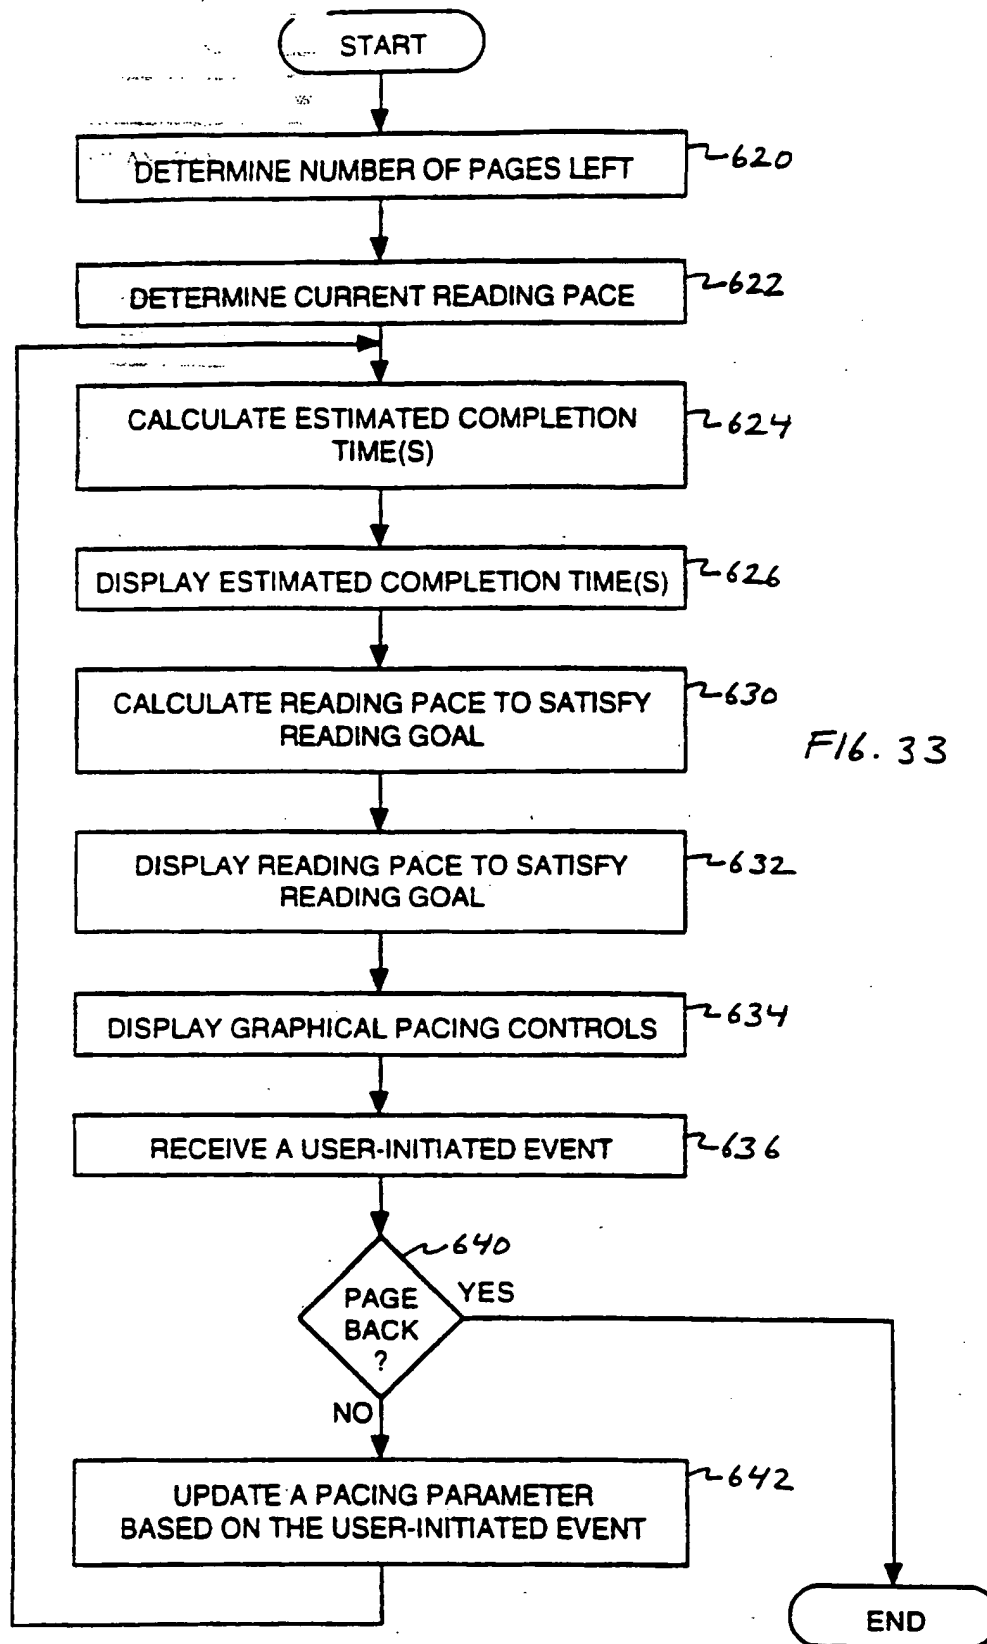 START
DETERMINE NUMBER OF PAGES LEFT
620
DETERMINE CURRENT READING PACE
622
CALCULATE ESTIMATED COMPLETION
TIME(S)
624
DISPLAY ESTIMATED COMPLETION TIME(S)
626
CALCULATE READING PACE TO SATISFY
READING GOAL
630
FIG. 33
DISPLAY READING PACE TO SATISFY
READING GOAL
632
DISPLAY GRAPHICAL PACING CONTROLS
634
RECEIVE A USER-INITIATED EVENT
636
640
PAGE
BACK
?
YES
NO
UPDATE A PACING PARAMETER
BASED ON THE USER-INITIATED EVENT
642
END